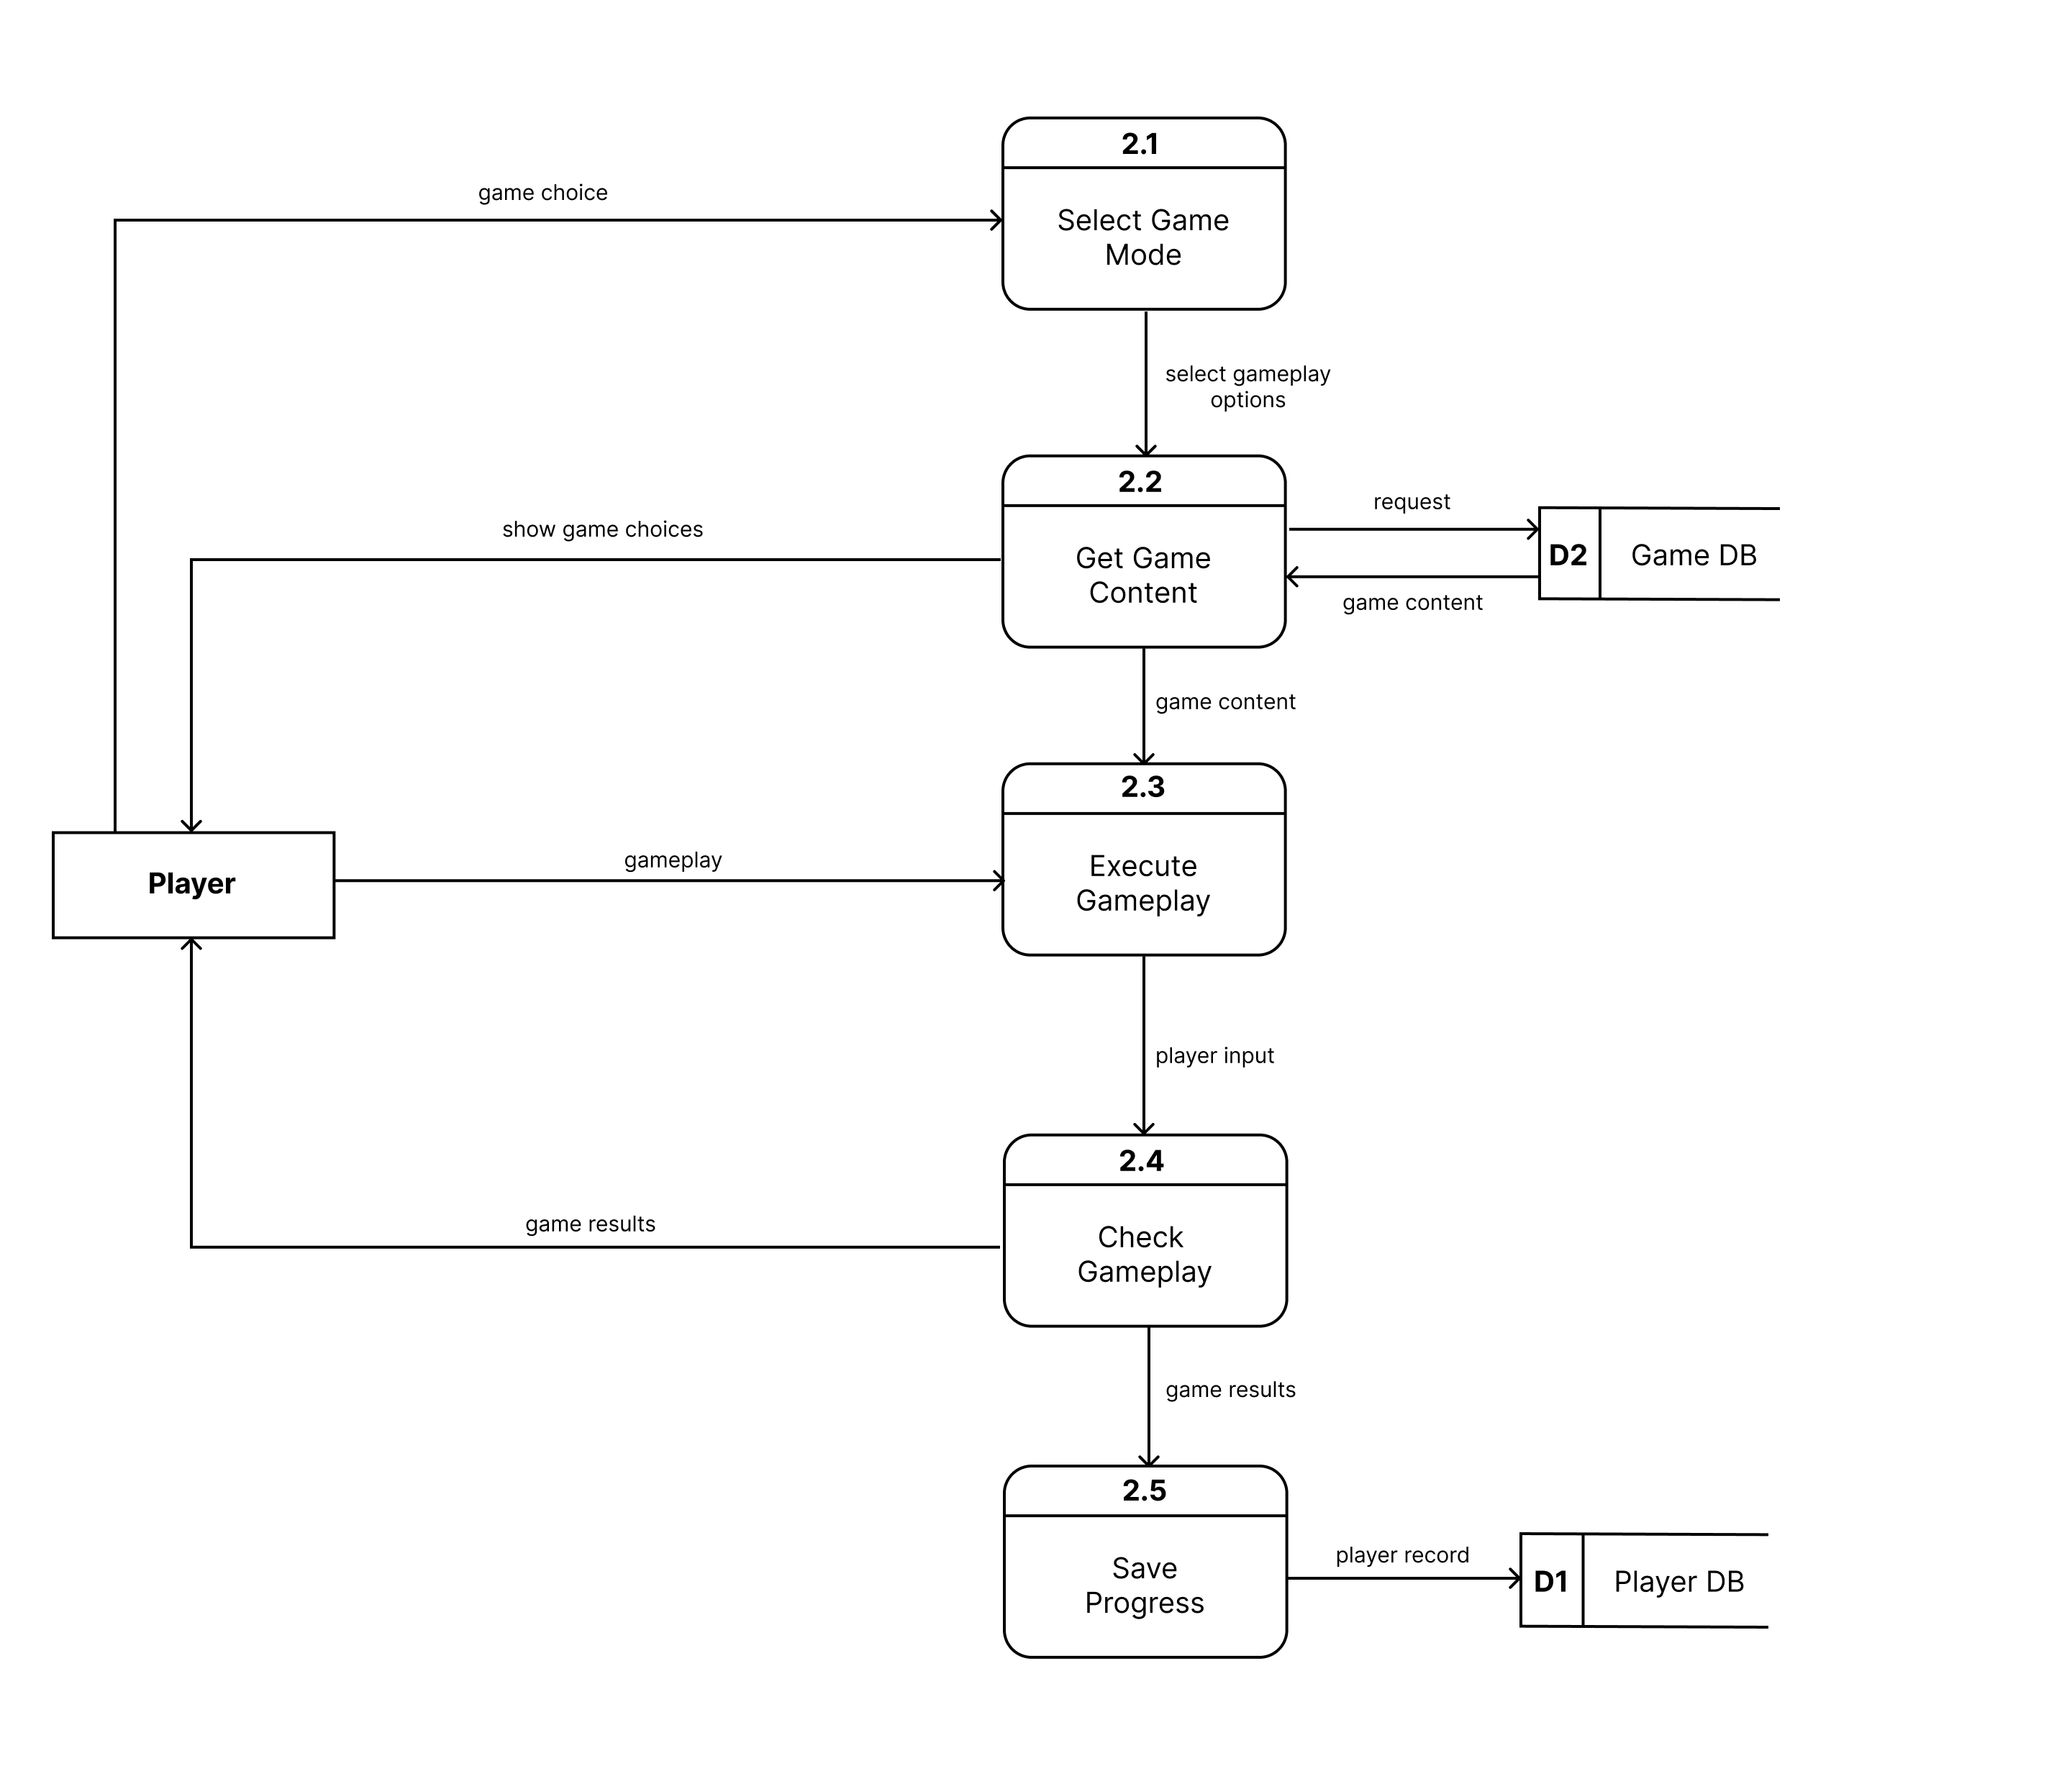 2.1
game choice
Select Game
Mode
select gameplay
options
2.2
request
show game choices
D2
Game DB
Get Game
Content
game content
game content
2.3
gameplay
Player
Execute
Gameplay
player input
2.4
game results
Check
Gameplay
game results
2.5
player record
Save
Progress
D1
Player DB